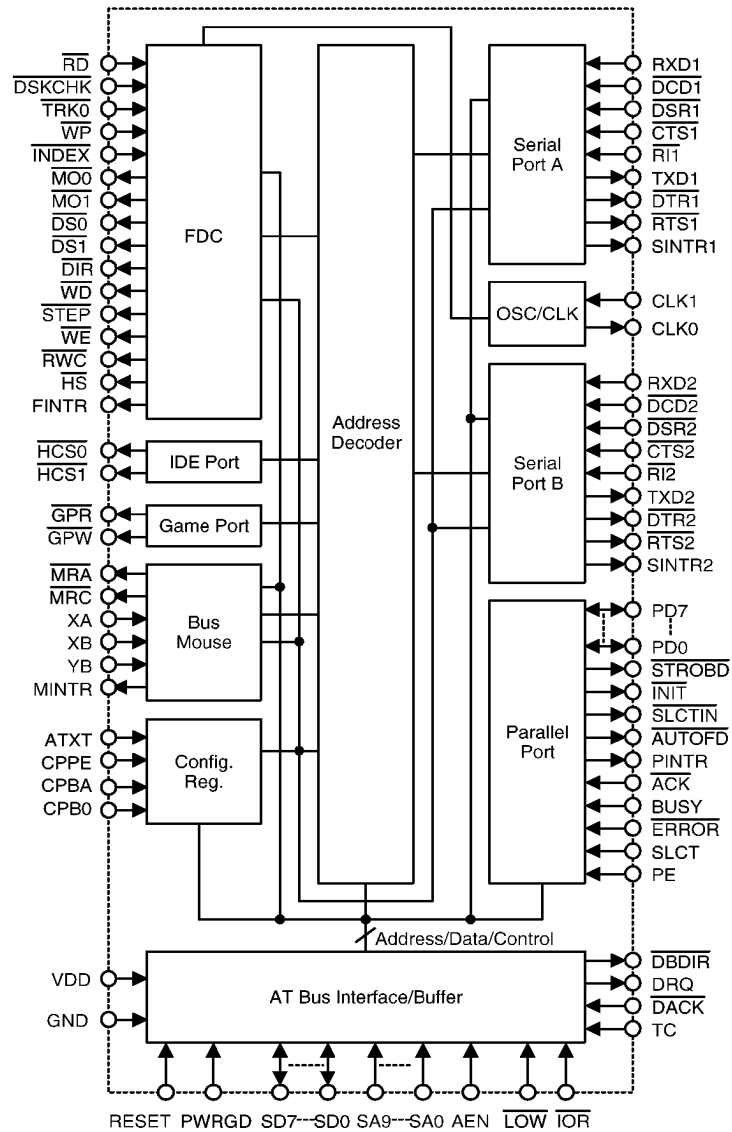 RD
DSKCHK
TRK0
WP
INDEX
MO0
MO1
DS0
DS1
DIR
WD
STEP
WE
RWC
HS
FINTR
HCS0
HCS1
GPR
GPW
MRA
MRC
XA
XB
YB
MINTR
ATXT
CPPE
CPBA
CPB0
VDD
GND
FDC
IDE Port
Game Port
Bus
Mouse
Config.
Reg.
Address
Decoder
Serial
Port A
OSC/CLK
Serial
Port B
Parallel
Port
Address/Data/Control
AT Bus Interface/Buffer
RXD1
DCD1
DSR1
CTS1
RI1
TXD1
DTR1
RTS1
SINTR1
CLK1
CLK0
RXD2
DCD2
DSR2
CTS2
RI2
TXD2
DTR2
RTS2
SINTR2
PD7
PD0
STROBD
INIT
SLCTIN
AUTOFD
PINTR
ACK
BUSY
ERROR
SLCT
PE
DBDIR
DRQ
DACK
TC
RESET PWRGD SD7---SD0 SA9---SA0 AEN LOW IOR